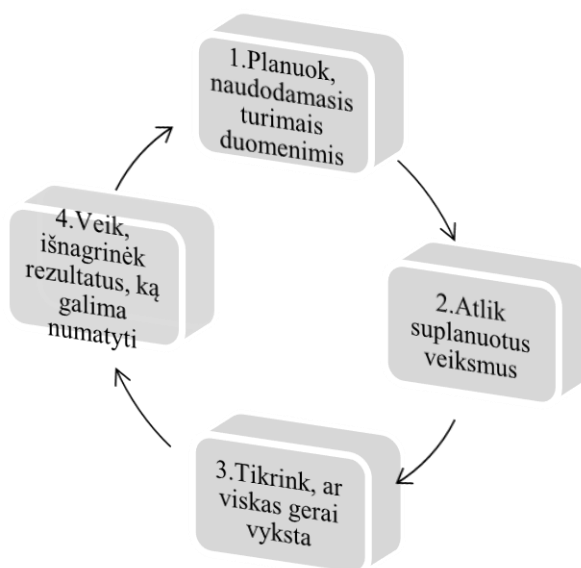 1.Planuok,
naudodamasis
turimais
duomenimis
2.Atlik
suplanuotus
veiksmus
3.Tikrink, ar
viskas gerai
vyksta
4.Veik,
išnagrinėk
rezultatus, ką
galima
numatyti